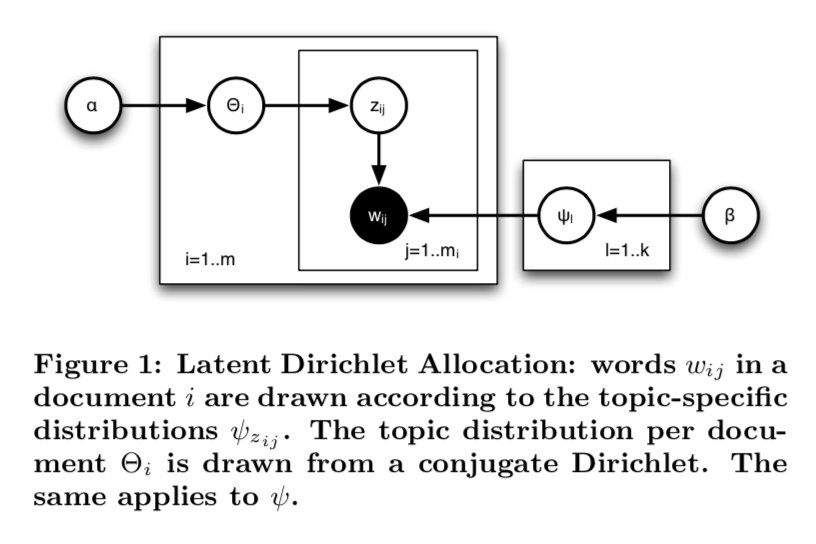 α
Θi
zij
wij
ψl
β
j=1..mi
l=1..k
i=1..m
Figure 1: Latent Dirichlet Allocation: words wij in a
document i are drawn according to the topic-specific
distributions ψzij. The topic distribution per docu-
ment Θi is drawn from a conjugate Dirichlet. The
same applies to ψ.